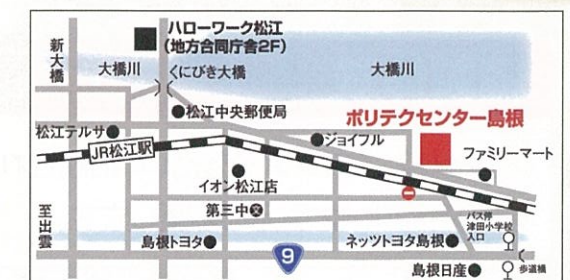 ハローワーク松江
(地方合同庁舎2F)
新大橋
大橋川
くにびき大橋
大橋川
松江中央郵便局
ポリテクセンター島根
松江テルサ
JR松江駅
ジョイフル
ファミリーマート
イオン松江店
第三中
文
至出雲
バス停
津田小学校
入口
島根トヨタ
9
ネッツトヨタ島根
島根日産
歩道橋